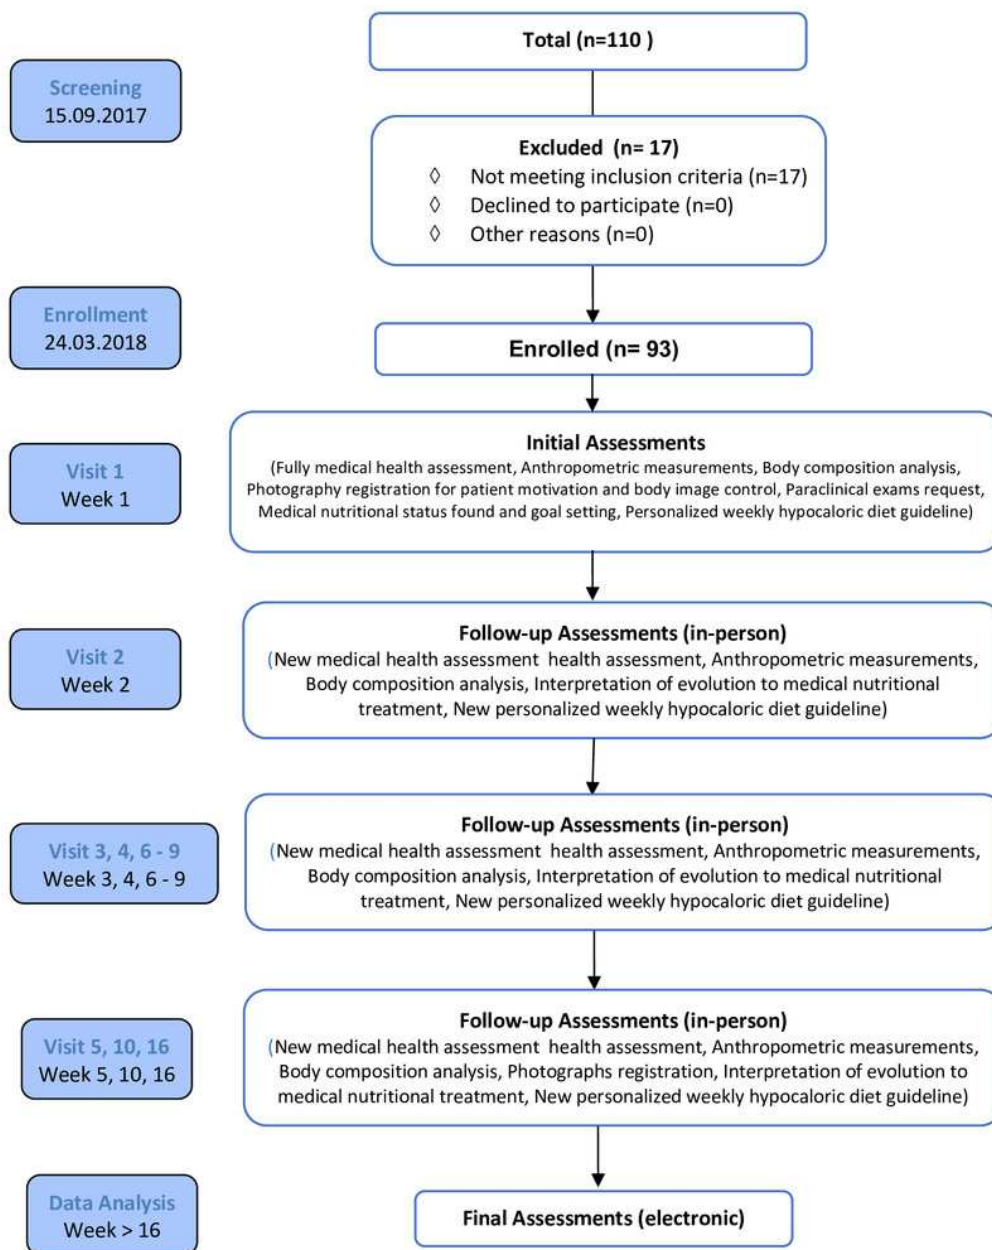 Total (n=110 )
Screening
15.09.2017
Excluded (n= 17)
◊ Not meeting inclusion criteria (n=17)
◊ Declined to participate (n=0)
◊ Other reasons (n=0)
Enrollment
24.03.2018
Enrolled (n= 93)
Visit 1
Week 1
Initial Assessments
(Fully medical health assessment, Anthropometric measurements, Body composition analysis,
Photography registration for patient motivation and body image control, Paraclinical exams request,
Medical nutritional status found and goal setting, Personalized weekly hypocaloric diet guideline)
Visit 2
Week 2
Follow-up Assessments (in-person)
(New medical health assessment health assessment, Anthropometric measurements,
Body composition analysis, Interpretation of evolution to medical nutritional
treatment, New personalized weekly hypocaloric diet guideline)
Visit 3, 4, 6 - 9
Week 3, 4, 6 - 9
Follow-up Assessments (in-person)
(New medical health assessment health assessment, Anthropometric measurements,
Body composition analysis, Interpretation of evolution to medical nutritional
treatment, New personalized weekly hypocaloric diet guideline)
Visit 5, 10, 16
Week 5, 10, 16
Follow-up Assessments (in-person)
(New medical health assessment health assessment, Anthropometric measurements,
Body composition analysis, Photographs registration, Interpretation of evolution to
medical nutritional treatment, New personalized weekly hypocaloric diet guideline)
Data Analysis
Week > 16
Final Assessments (electronic)